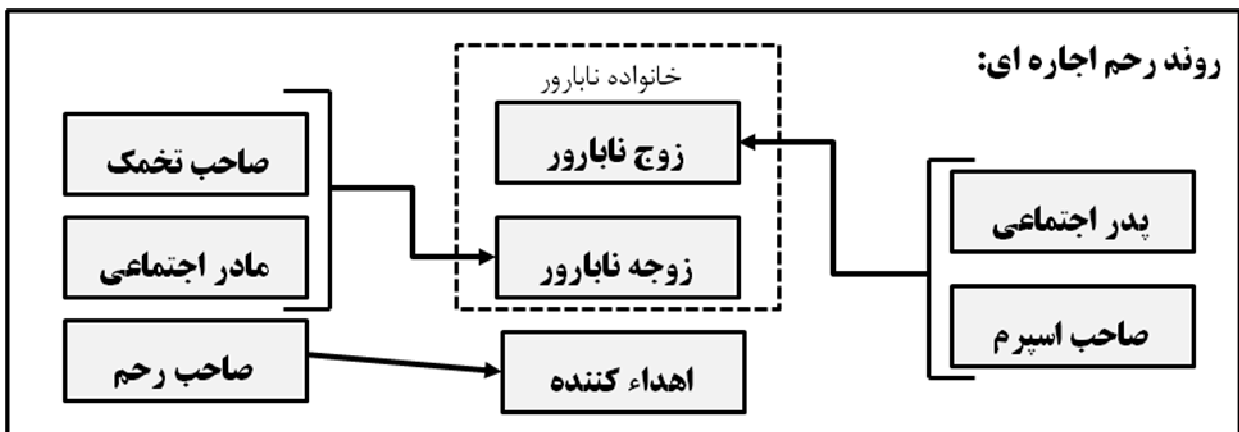 روند رحم اجاره ای:
خانواده نابارور
زوج نابارور
زوجه نابارور
اهداء کننده
پدر اجتماعی
صاحب اسپرم
صاحب تخمک
مادر اجتماعی
صاحب رحم